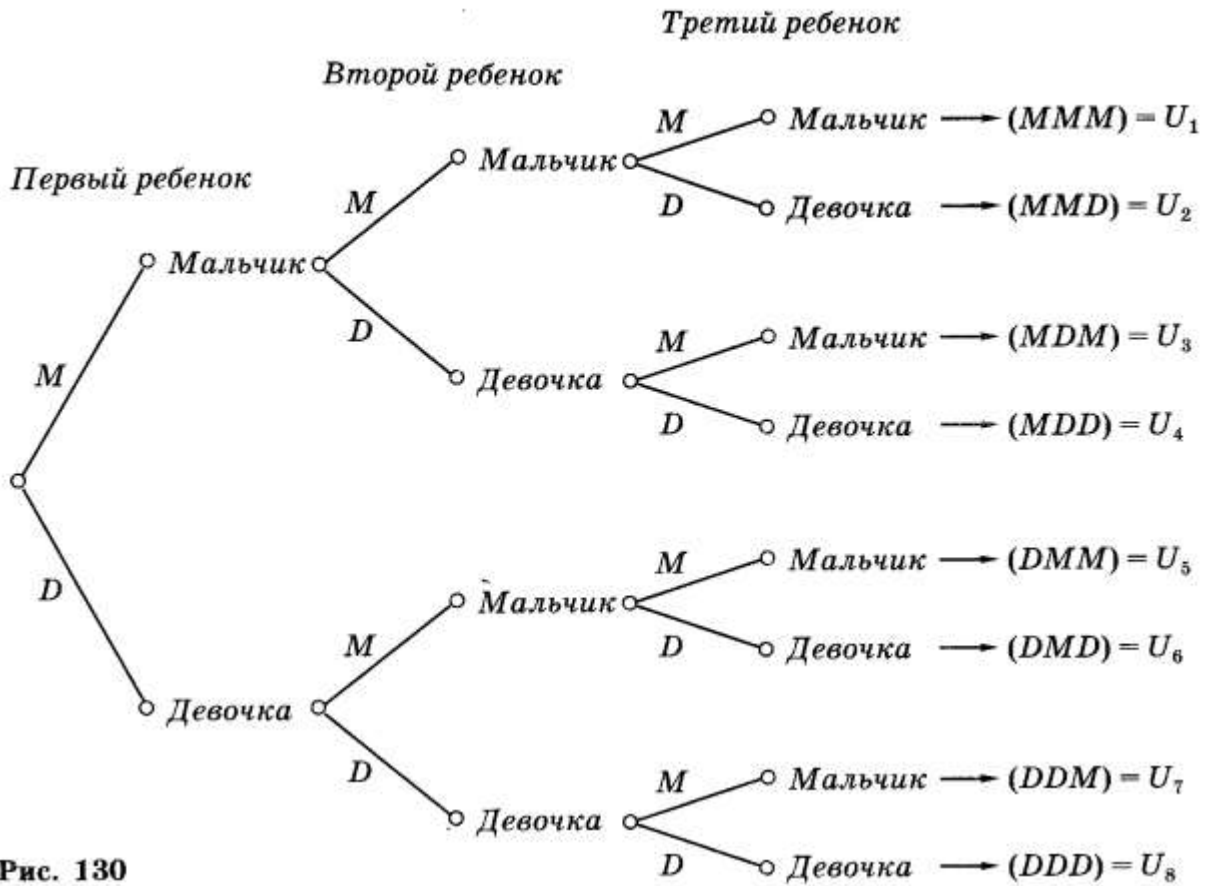 Третий ребенок
Второй ребенок
M Мальчик (MMM) = U₁
Мальчик
Первый ребенок
M D Девочка (MMD) = U₂
Мальчик
D M Мальчик (MDM) = U₃
M Девочка
D Девочка (MDD) = U₄
M Мальчик (DMM) = U₅
D Мальчик
M D Девочка (DMD) = U₆
Девочка
D M Мальчик (DDM) = U₇
Девочка
Рис. 130 D Девочка (DDD) = U₈